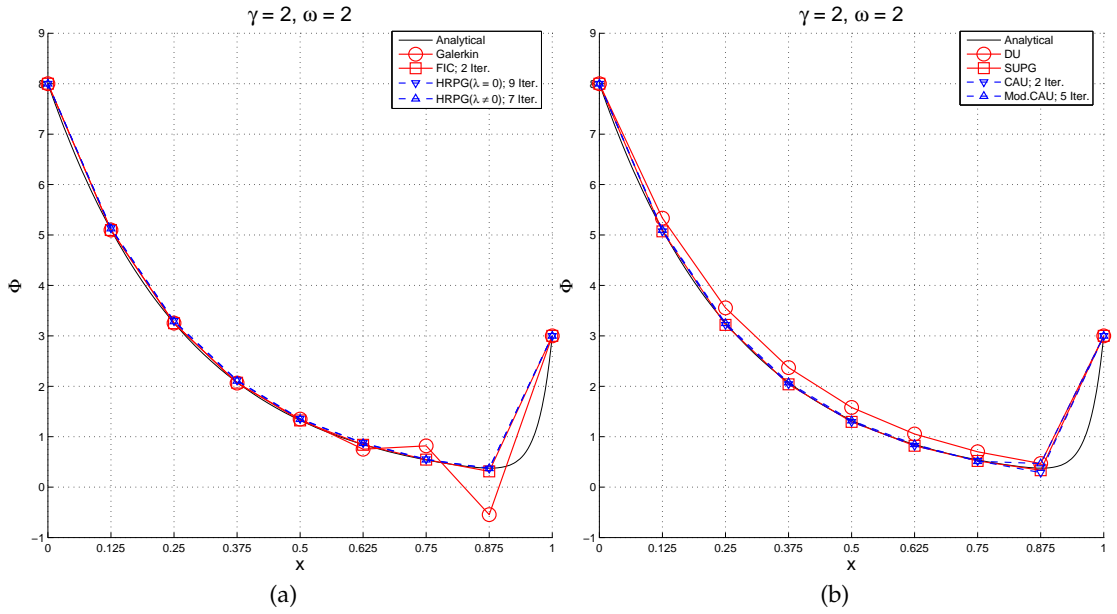 γ = 2, ω = 2
Analytical
Galerkin
FIC; 2 Iter.
HRPG(λ = 0); 9 Iter.
HRPG(λ ≠ 0); 7 Iter.
Φ
9
8
7
6
5
4
3
2
1
0
−1
0 0.125 0.25 0.375 0.5 0.625 0.75 0.875 1
x
(a)
γ = 2, ω = 2
Analytical
DU
SUPG
CAU; 2 Iter.
Mod.CAU; 5 Iter.
Φ
9
8
7
6
5
4
3
2
1
0
−1
0 0.125 0.25 0.375 0.5 0.625 0.75 0.875 1
x
(b)